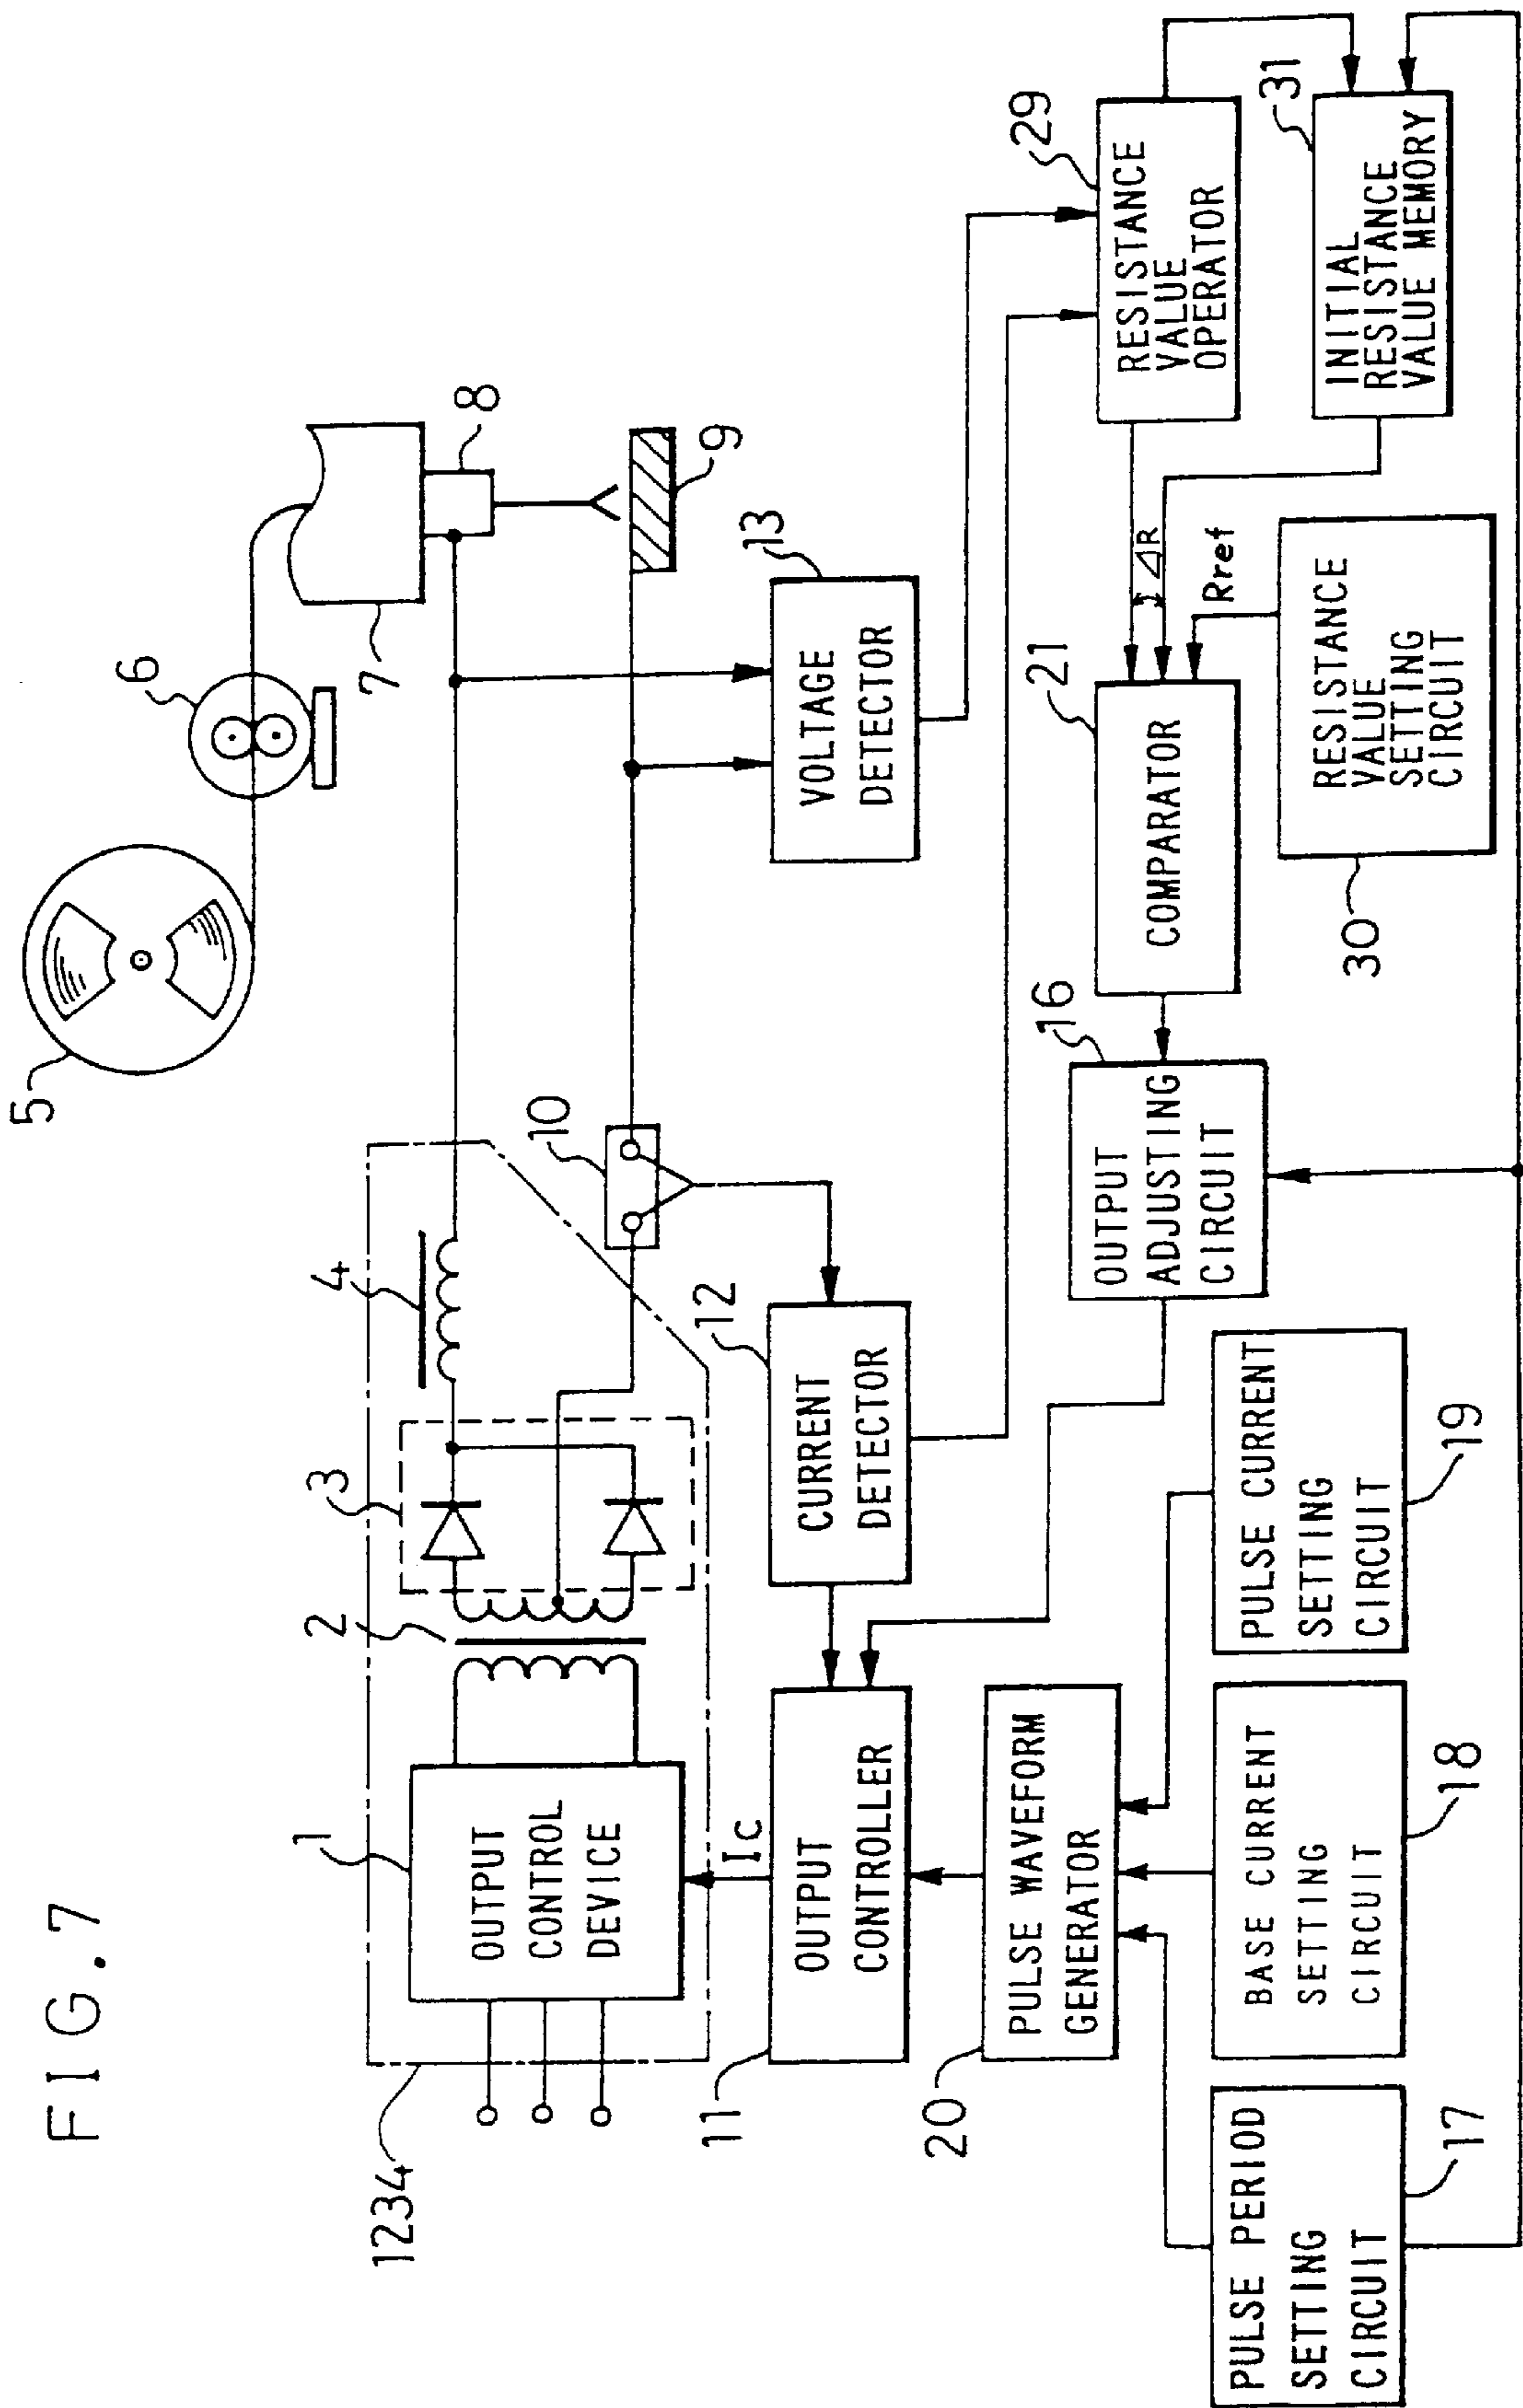 FIG.7
5
6
7
8
9
1234
1
OUTPUT
CONTROL
DEVICE
2
3
4
10
Ic
11
OUTPUT
CONTROLLER
12
CURRENT
DETECTOR
13
VOLTAGE
DETECTOR
20
PULSE WAVEFORM
GENERATOR
16
OUTPUT
ADJUSTING
CIRCUIT
21
COMPARATOR
ΔR
Rref
29
RESISTANCE
VALUE
OPERATOR
PULSE PERIOD
SETTING
CIRCUIT
17
BASE CURRENT
SETTING
CIRCUIT
18
PULSE CURRENT
SETTING
CIRCUIT
19
30
RESISTANCE
VALUE
SETTING
CIRCUIT
31
INITIAL
RESISTANCE
VALUE MEMORY